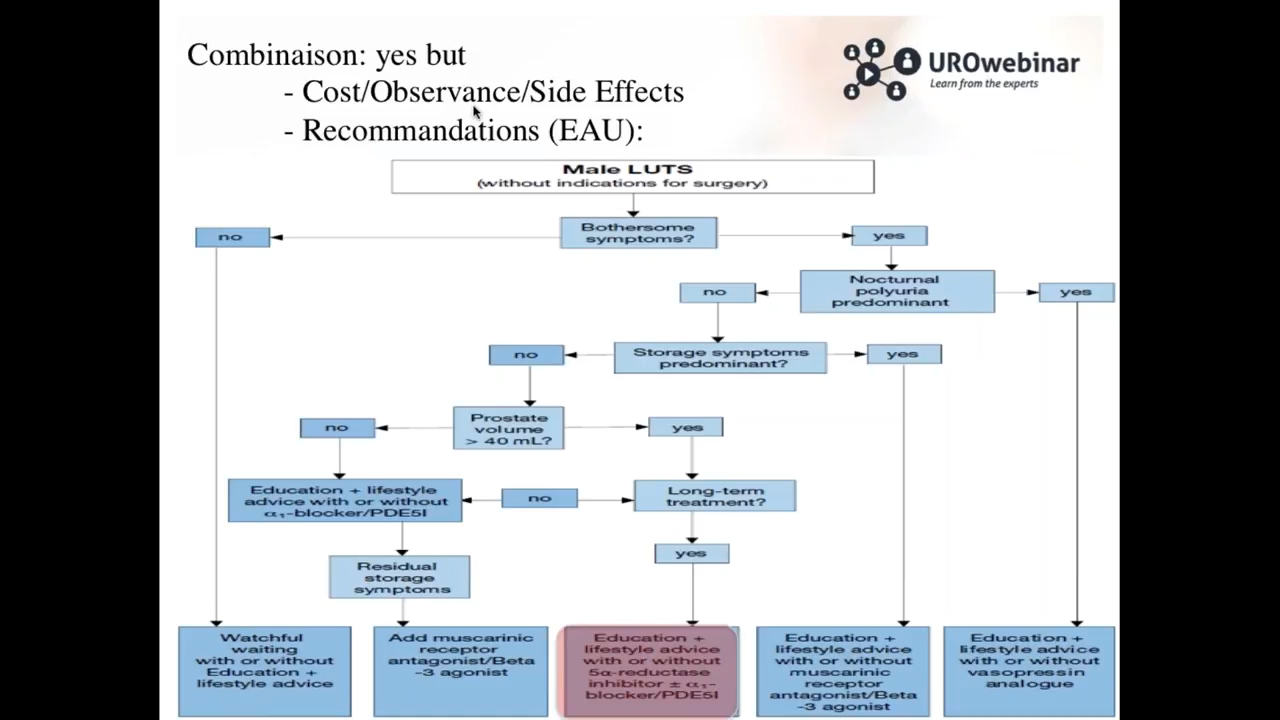 Combinaison: yes but
- Cost/Observance/Side Effects
- Recommandations (EAU):
UROwebinar
Learn from the experts
Male LUTS
(without indications for surgery)
Bothersome
symptoms?
no
yes
Nocturnal
polyuria
predominant
no
yes
Storage symptoms
predominant?
no
yes
Prostate
volume
> 40 mL?
no
yes
Education + lifestyle
advice with or without
α₁-blocker/PDE5I
no
Long-term
treatment?
yes
Residual
storage
symptoms
Watchful
waiting
with or without
Education +
lifestyle advice
Add muscarinic
receptor
antagonist/Beta
-3 agonist
Education +
lifestyle advice
with or without
5α-reductase
inhibitor ± α₁-
blocker/PDE5I
Education +
lifestyle advice
with or without
muscarinic
receptor
antagonist/Beta
-3 agonist
Education +
lifestyle advice
with or without
vasopressin
analogue